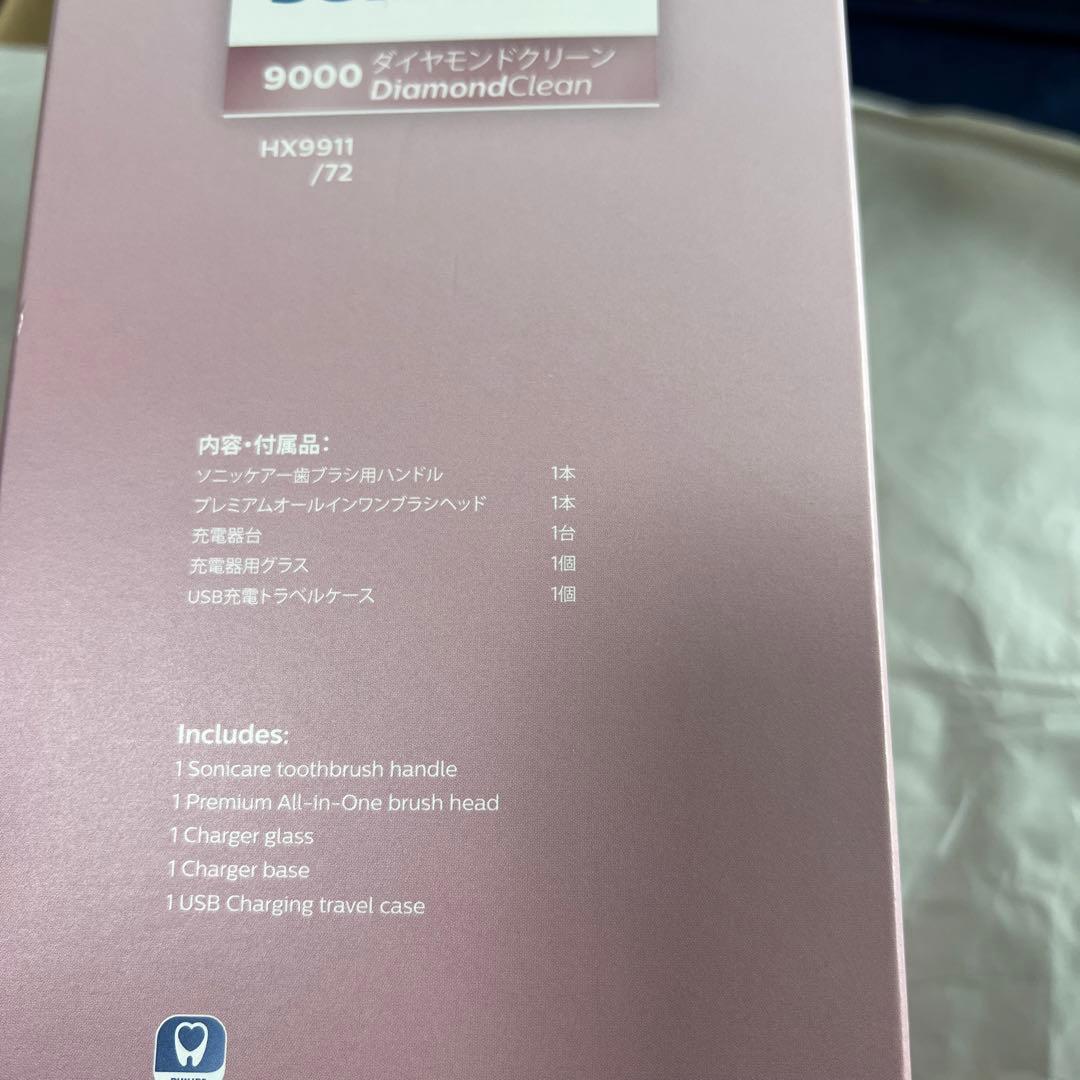 9000 ダイヤモンドクリーン
DiamondClean
HX9911
/72
内容・付属品：
ソニッケアー歯ブラシ用ハンドル 1本
プレミアムオールインワンブラシヘッド 1本
充電器台 1台
充電器用グラス 1個
USB充電トラベルケース 1個
Includes:
1 Sonicare toothbrush handle
1 Premium All-in-One brush head
1 Charger glass
1 Charger base
1 USB Charging travel case